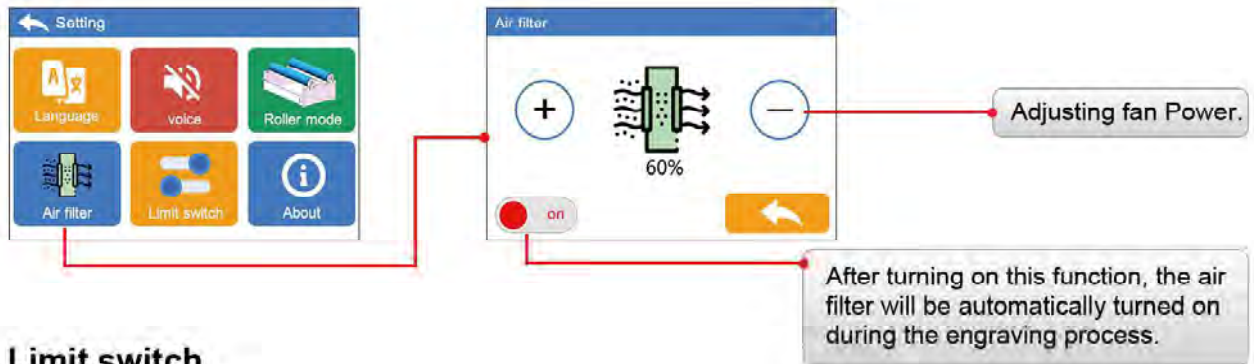 Setting
Language
voice
Roller mode
Air filter
Limit switch
About
Air filter
+
60%
—
on
Adjusting fan Power.
After turning on this function, the air
filter will be automatically turned on
during the engraving process.
Limit switch